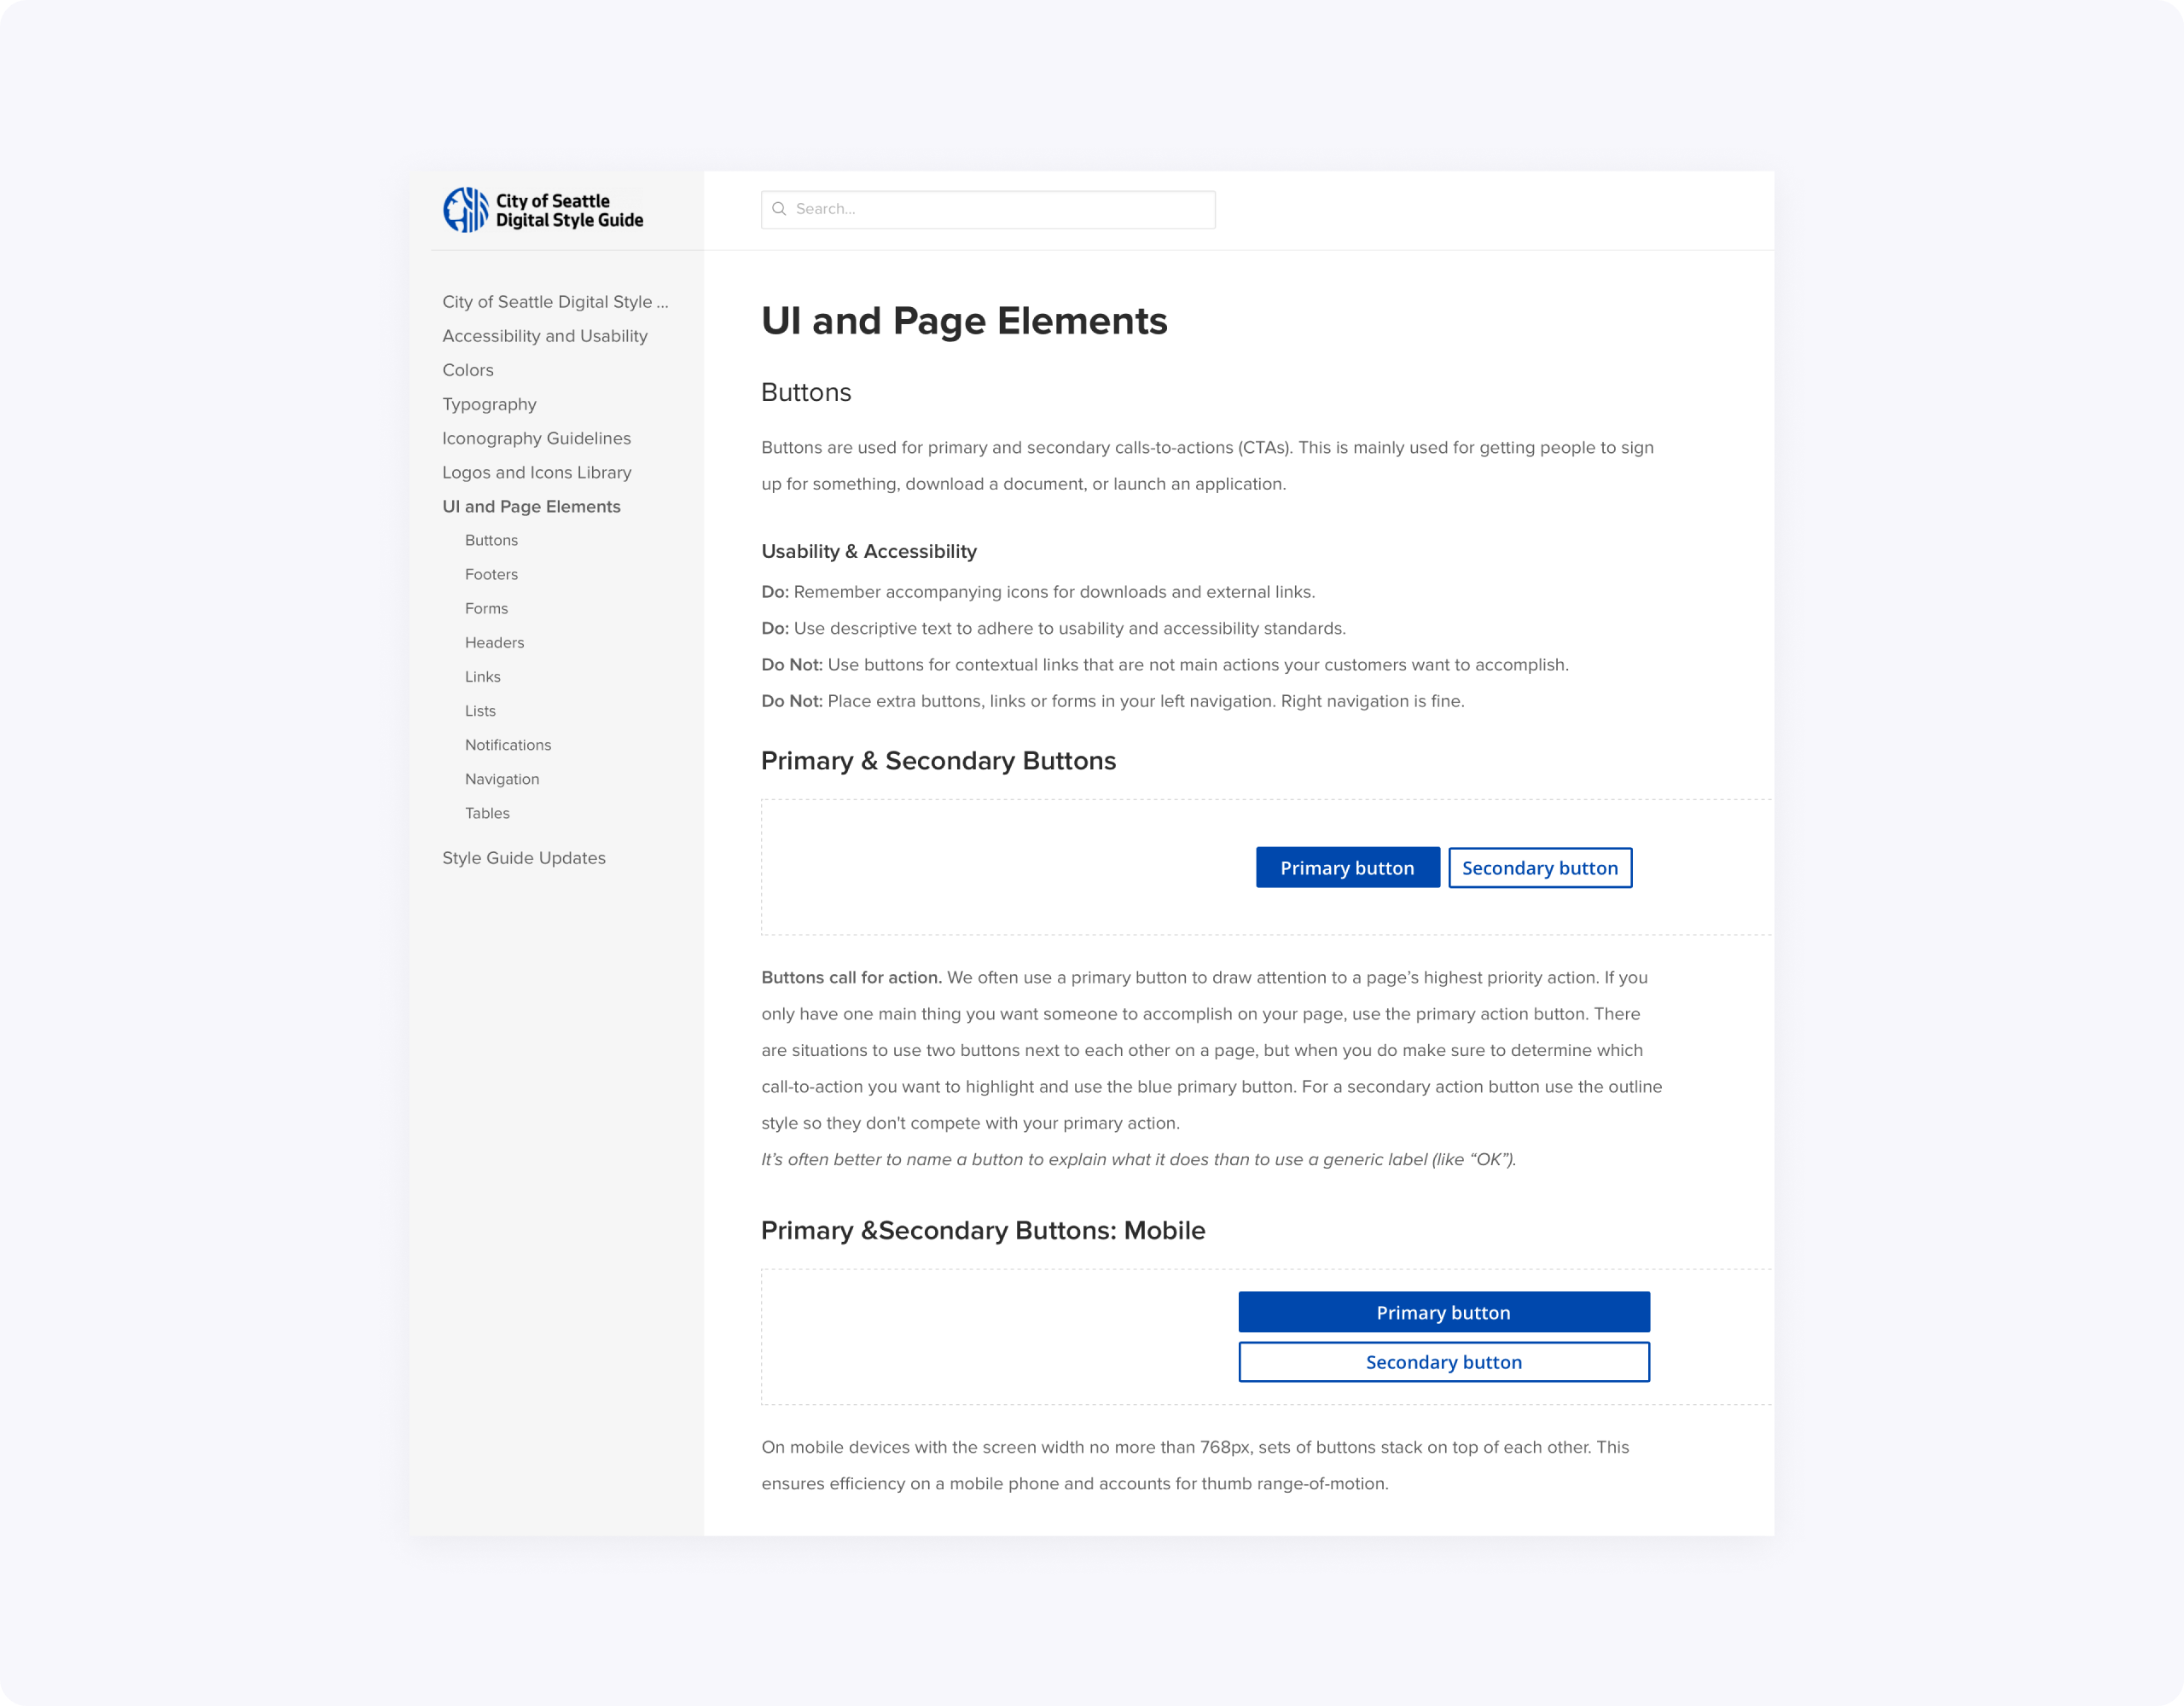 City of Seattle
Digital Style Guide
Search...
City of Seattle Digital Style ...
Accessibility and Usability
Colors
Typography
Iconography Guidelines
Logos and Icons Library
UI and Page Elements
Buttons
Footers
Forms
Headers
Links
Lists
Notifications
Navigation
Tables
Style Guide Updates
UI and Page Elements
Buttons
Buttons are used for primary and secondary calls-to-actions (CTAs). This is mainly used for getting people to sign
up for something, download a document, or launch an application.
Usability & Accessibility
Do: Remember accompanying icons for downloads and external links.
Do: Use descriptive text to adhere to usability and accessibility standards.
Do Not: Use buttons for contextual links that are not main actions your customers want to accomplish.
Do Not: Place extra buttons, links or forms in your left navigation. Right navigation is fine.
Primary & Secondary Buttons
Primary button Secondary button
Buttons call for action. We often use a primary button to draw attention to a page’s highest priority action. If you
only have one main thing you want someone to accomplish on your page, use the primary action button. There
are situations to use two buttons next to each other on a page, but when you do make sure to determine which
call-to-action you want to highlight and use the blue primary button. For a secondary action button use the outline
style so they don't compete with your primary action.
It’s often better to name a button to explain what it does than to use a generic label (like “OK”).
Primary &Secondary Buttons: Mobile
Primary button
Secondary button
On mobile devices with the screen width no more than 768px, sets of buttons stack on top of each other. This
ensures efficiency on a mobile phone and accounts for thumb range-of-motion.